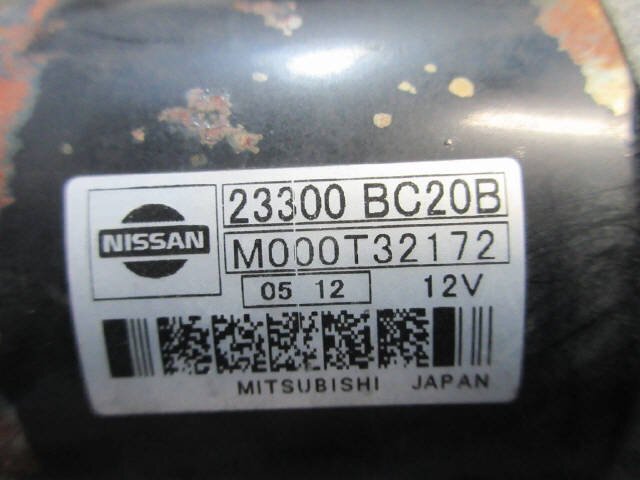 NISSAN
23300 BC20B
M000T32172
05 12 12V
MITSUBISHI JAPAN